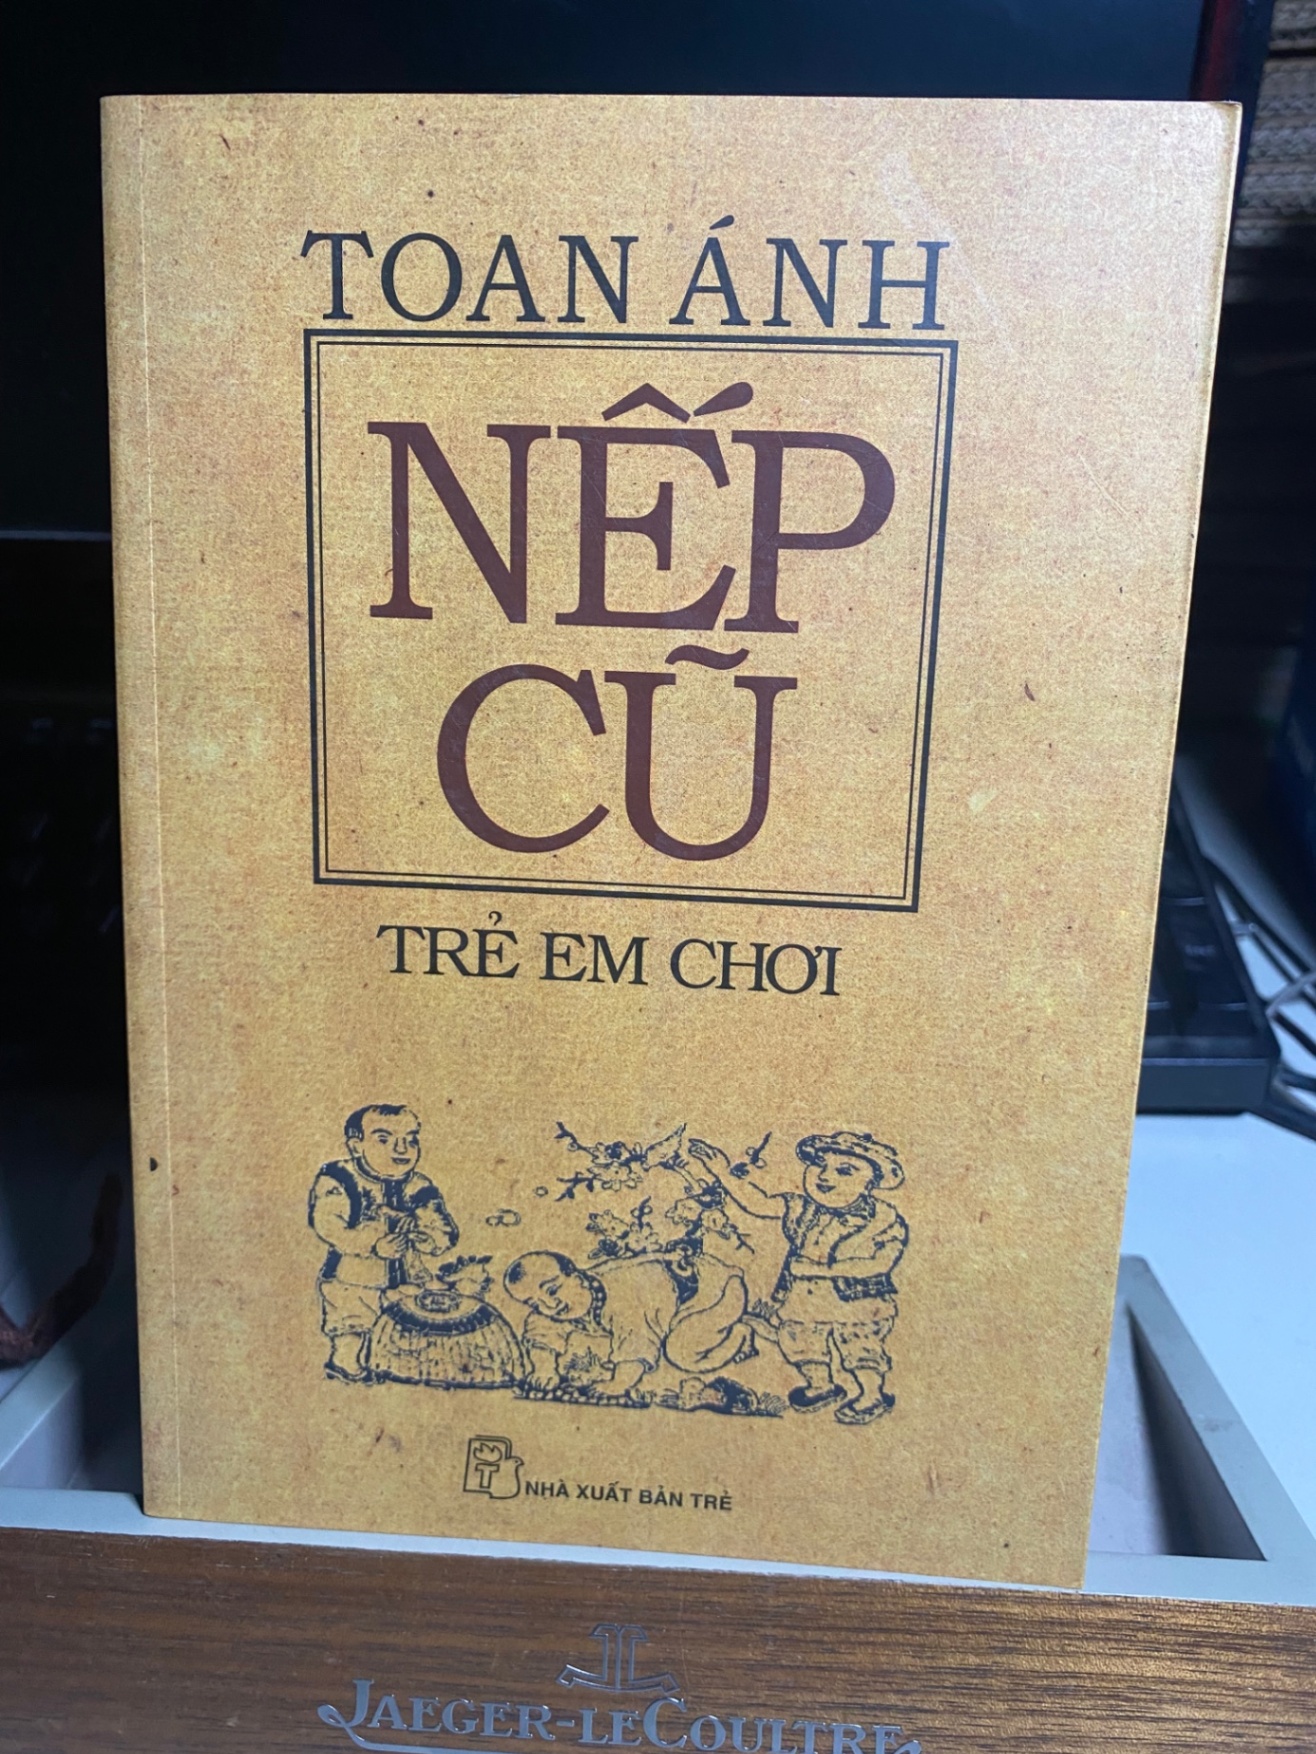 TOAN ÁNH
NẾP
CŨ
TRẺ EM CHƠI
NHÀ XUẤT BẢN TRẺ
JAEGER-LECOULTRE